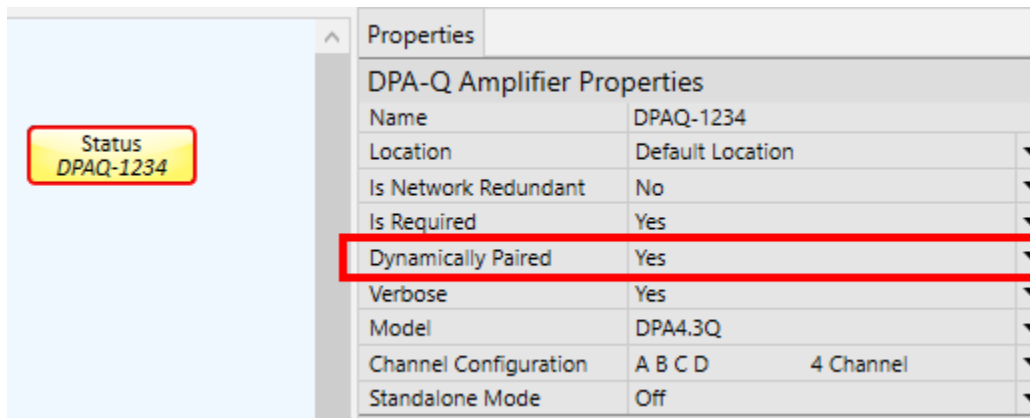 Properties
DPA-Q Amplifier Properties
Name DPAQ-1234
Location Default Location
Is Network Redundant No
Is Required Yes
Dynamically Paired Yes
Verbose Yes
Model DPA4.3Q
Channel Configuration A B C D 4 Channel
Standalone Mode Off
Status
DPAQ-1234